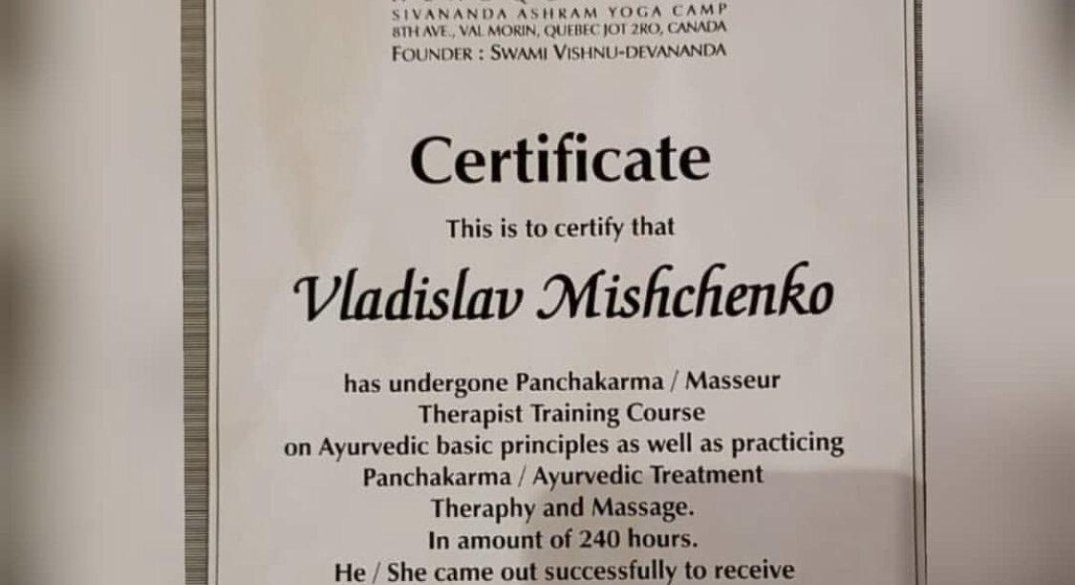 SIVANANDA ASHRAM YOGA CAMP
8TH AVE., VAL MORIN, QUEBEC JOT 2RO, CANADA
FOUNDER : SWAMI VISHNU-DEVANANDA
Certificate
This is to certify that
Vladislav Mishchenko
has undergone Panchakarma / Masseur
Therapist Training Course
on Ayurvedic basic principles as well as practicing
Panchakarma / Ayurvedic Treatment
Theraphy and Massage.
In amount of 240 hours.
He / She came out successfully to receive